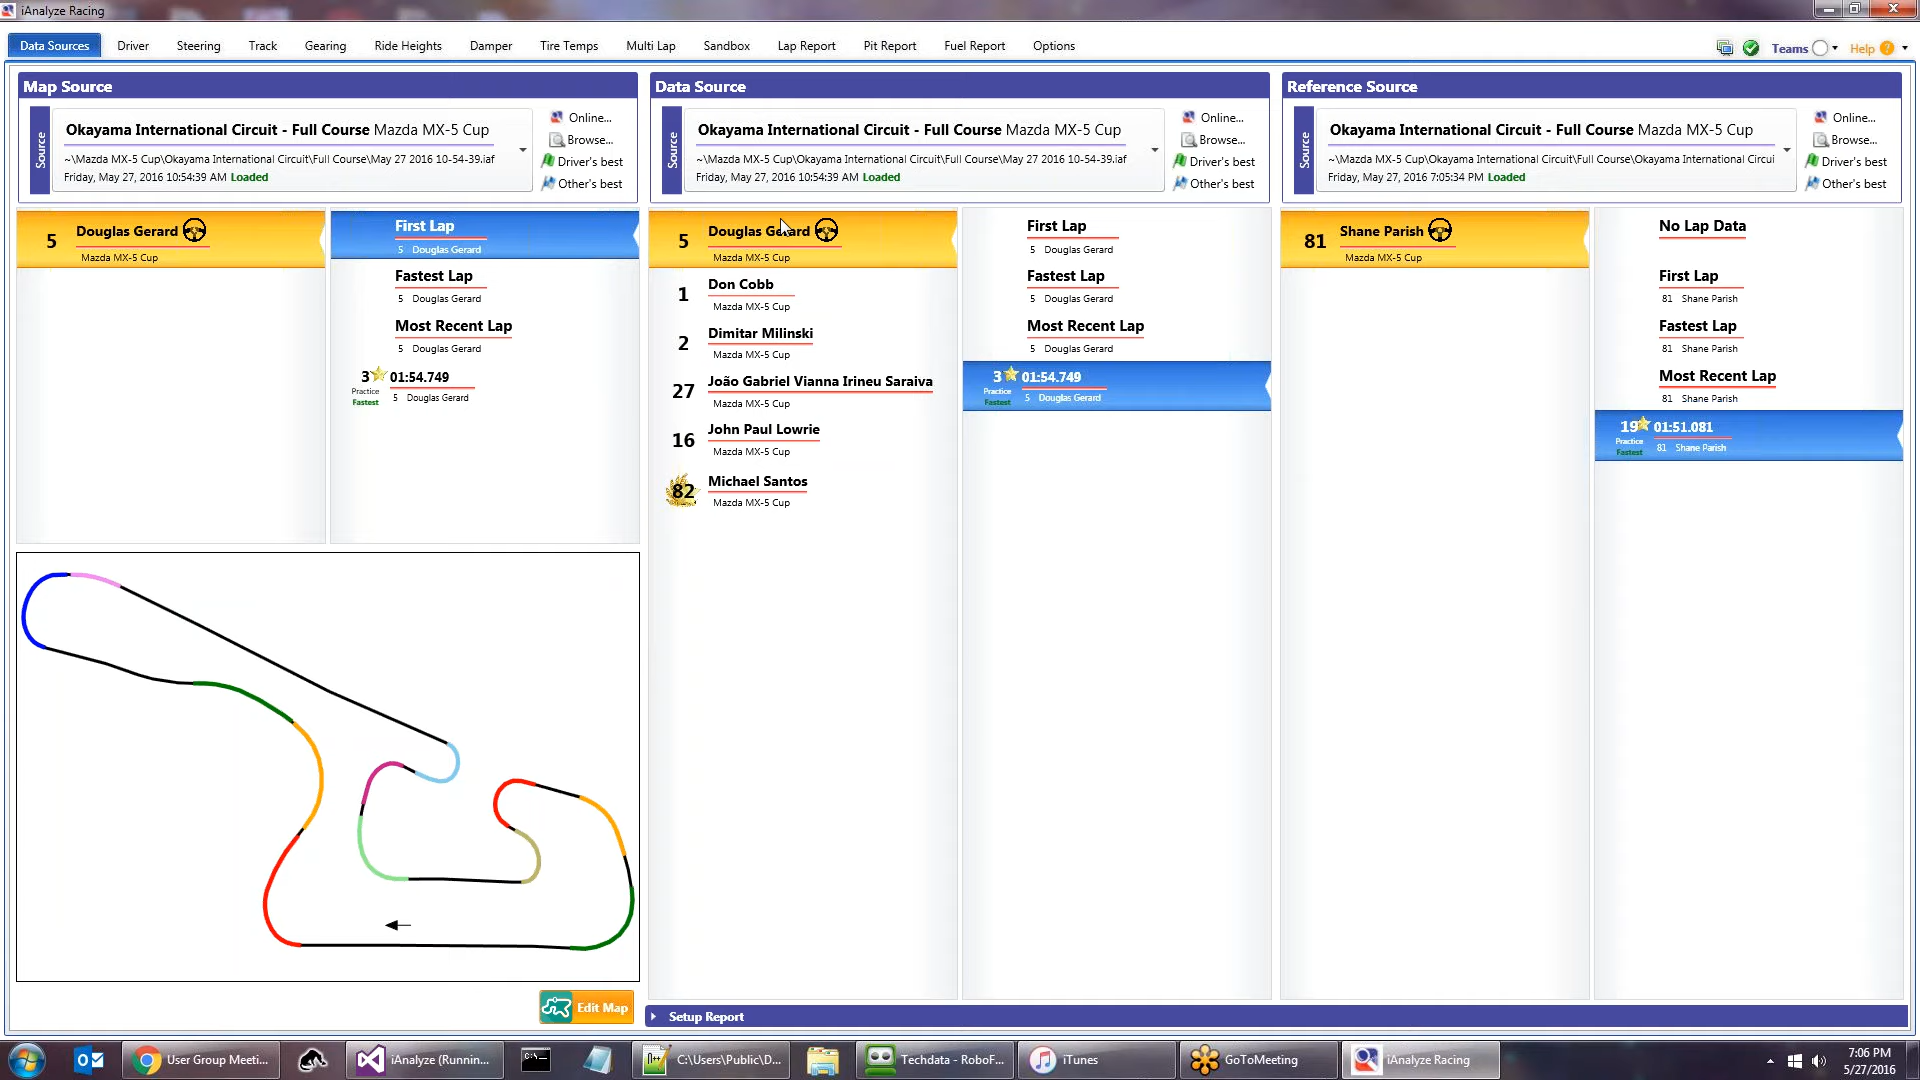 iAnalyze Racing
Data Sources Driver Steering Track Gearing Ride Heights Damper Tire Temps Multi Lap Sandbox Lap Report Pit Report Fuel Report Options
Teams Help ?
Map Source
Source
Okayama International Circuit - Full Course Mazda MX-5 Cup
~\Mazda MX-5 Cup\Okayama International Circuit\Full Course\May 27 2016 10-54-39.iaf
Friday, May 27, 2016 10:54:39 AM Loaded
Online...
Browse...
Driver's best
Other's best
5 Douglas Gerard
Mazda MX-5 Cup
First Lap
5 Douglas Gerard
Fastest Lap
5 Douglas Gerard
Most Recent Lap
5 Douglas Gerard
3 01:54.749
Practice
Fastest
5 Douglas Gerard
Edit Map
Data Source
Source
Okayama International Circuit - Full Course Mazda MX-5 Cup
~\Mazda MX-5 Cup\Okayama International Circuit\Full Course\May 27 2016 10-54-39.iaf
Friday, May 27, 2016 10:54:39 AM Loaded
Online...
Browse...
Driver's best
Other's best
5 Douglas Gerard
Mazda MX-5 Cup
1 Don Cobb
Mazda MX-5 Cup
2 Dimitar Milinski
Mazda MX-5 Cup
27 João Gabriel Vianna Irineu Saraiva
Mazda MX-5 Cup
16 John Paul Lowrie
Mazda MX-5 Cup
82 Michael Santos
Mazda MX-5 Cup
First Lap
5 Douglas Gerard
Fastest Lap
5 Douglas Gerard
Most Recent Lap
5 Douglas Gerard
3 01:54.749
Practice
Fastest
5 Douglas Gerard
Reference Source
Source
Okayama International Circuit - Full Course Mazda MX-5 Cup
~\Mazda MX-5 Cup\Okayama International Circuit\Full Course\Okayama International Circui
Friday, May 27, 2016 7:05:34 PM Loaded
Online...
Browse...
Driver's best
Other's best
81 Shane Parish
Mazda MX-5 Cup
No Lap Data
First Lap
81 Shane Parish
Fastest Lap
81 Shane Parish
Most Recent Lap
81 Shane Parish
19 01:51.081
Practice
Fastest
81 Shane Parish
Setup Report
User Group Meeti...
iAnalyze (Runnin...
C:\Users\Public\D...
Techdata - RoboF...
iTunes
GoToMeeting
iAnalyze Racing
7:06 PM
5/27/2016